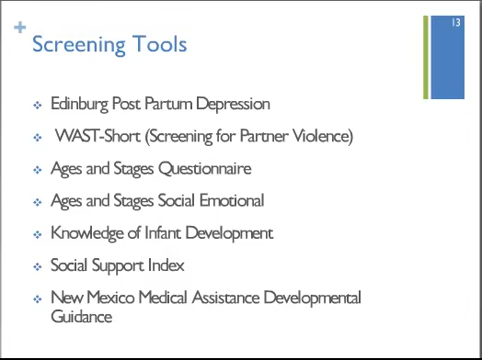 13
+
Screening Tools
❖ Edinburg Post Partum Depression
❖ WAST-Short (Screening for Partner Violence)
❖ Ages and Stages Questionnaire
❖ Ages and Stages Social Emotional
❖ Knowledge of Infant Development
❖ Social Support Index
❖ New Mexico Medical Assistance Developmental
Guidance